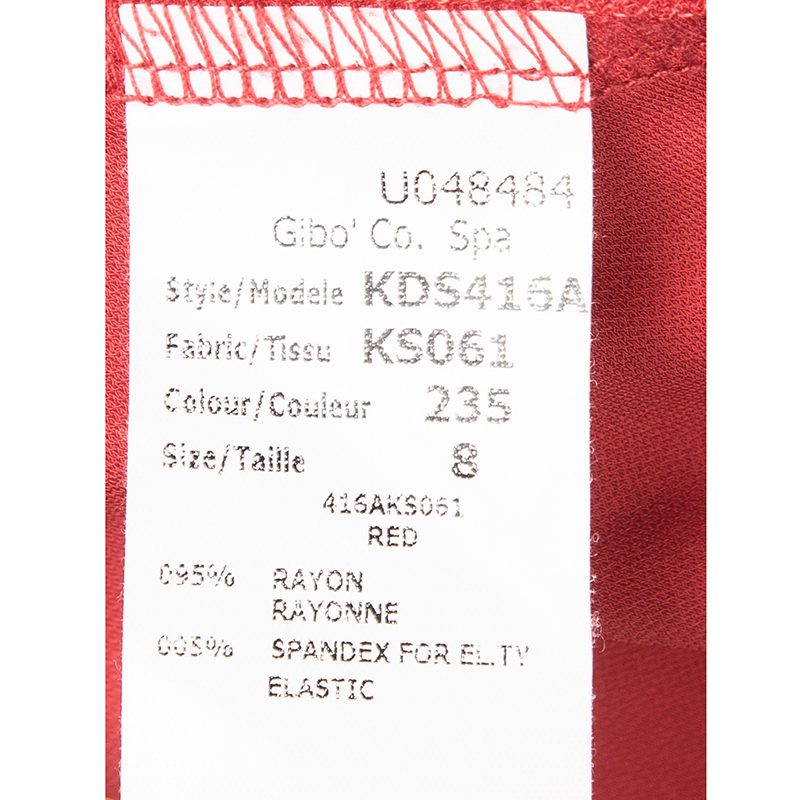 U048484
Gibo' Co. Spa
Style/Modele KDS416A
Fabric/Tissu KS061
Colour/Couleur 235
Size/Taille 8
416AKS061
RED
095% RAYON
RAYONNE
005% SPANDEX FOR EL.TY
ELASTIC